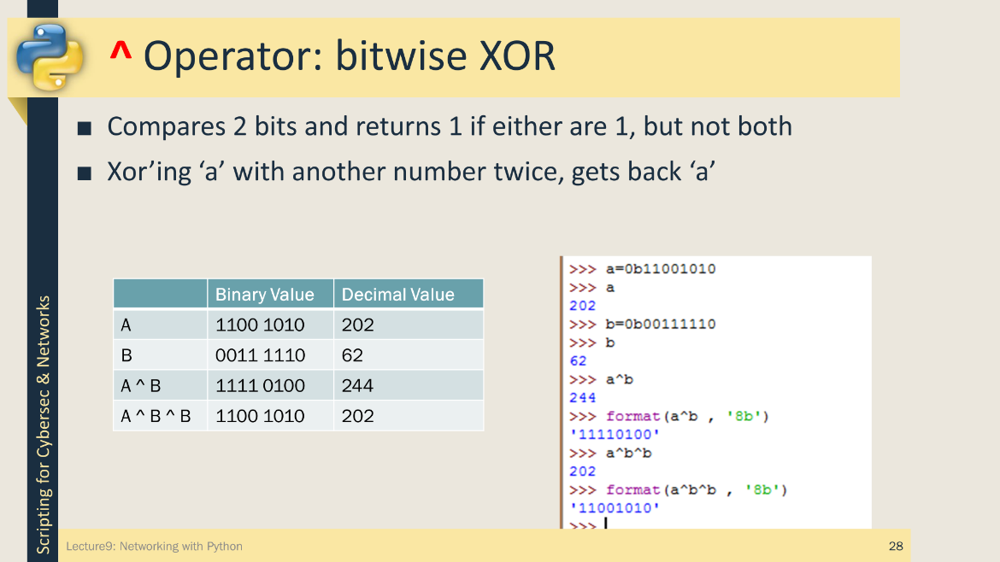 ^ Operator: bitwise XOR
■ Compares 2 bits and returns 1 if either are 1, but not both
■ Xor’ing ‘a’ with another number twice, gets back ‘a’
Binary Value Decimal Value
A 1100 1010 202
B 0011 1110 62
A ^ B 1111 0100 244
A ^ B ^ B 1100 1010 202
>>> a=0b11001010
>>> a
202
>>> b=0b00111110
>>> b
62
>>> a^b
244
>>> format(a^b , '8b')
'11110100'
>>> a^b^b
202
>>> format(a^b^b , '8b')
'11001010'
>>>
Scripting for Cybersec & Networks
Lecture9: Networking with Python
28